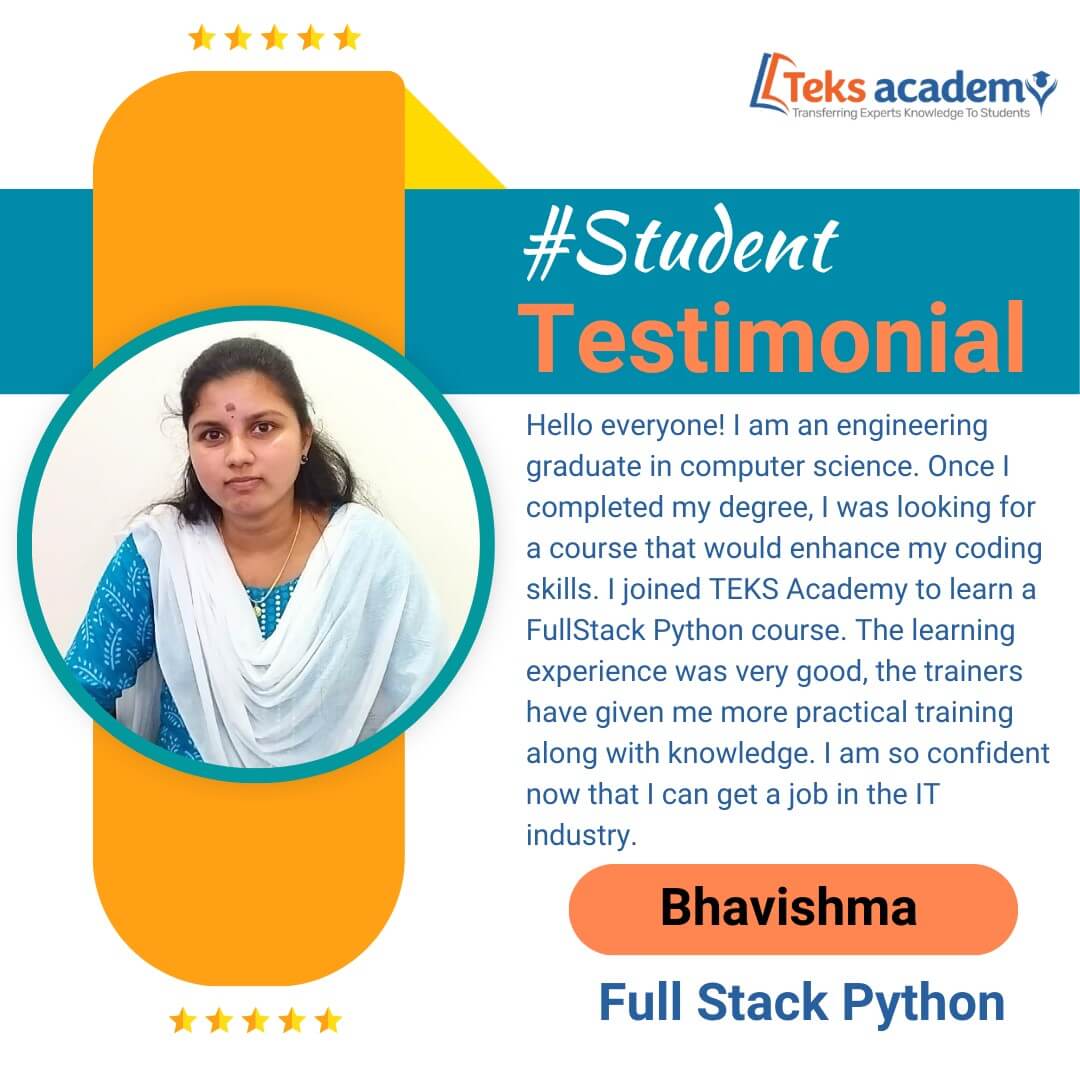 Teks academy
Transferring Experts Knowledge To Students
#Student
Testimonial
Hello everyone! I am an engineering
graduate in computer science. Once I
completed my degree, I was looking for
a course that would enhance my coding
skills. I joined TEKS Academy to learn a
FullStack Python course. The learning
experience was very good, the trainers
have given me more practical training
along with knowledge. I am so confident
now that I can get a job in the IT
industry.
Bhavishma
Full Stack Python